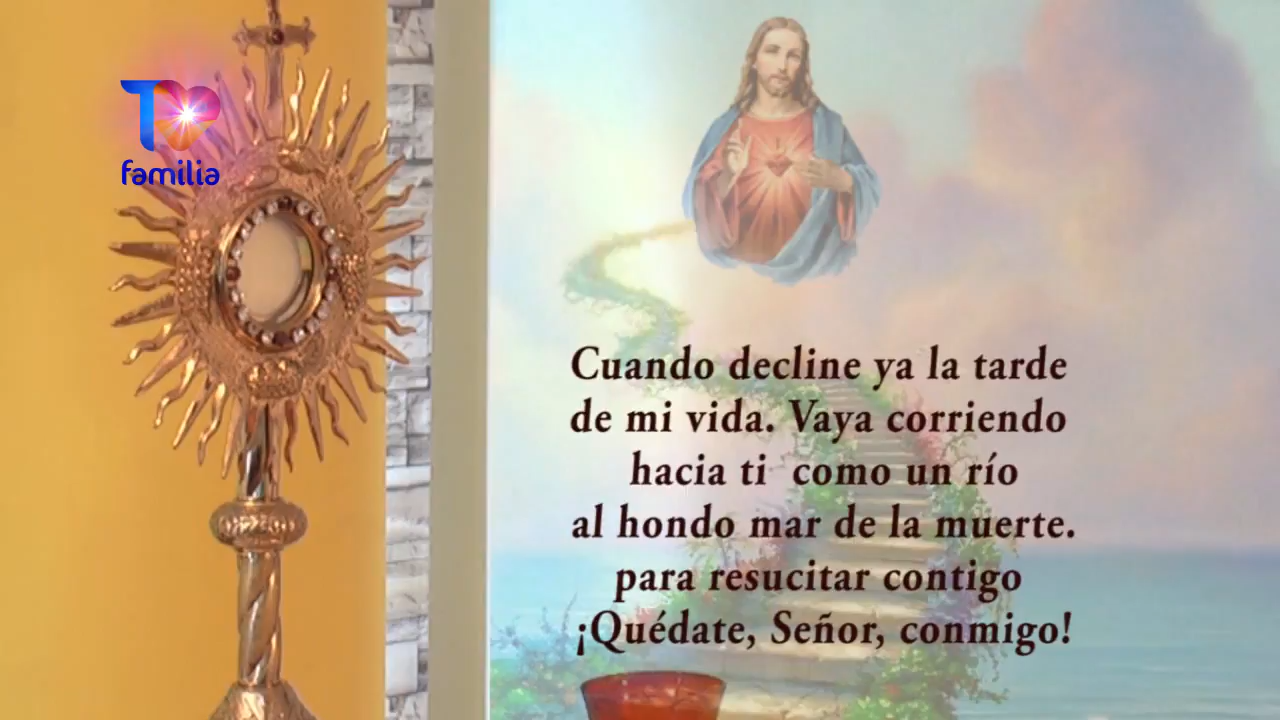 T
familia
Cuando decline ya la tarde
de mi vida. Vaya corriendo
hacia ti como un río
al hondo mar de la muerte.
para resucitar contigo
¡Quédate, Señor, conmigo!